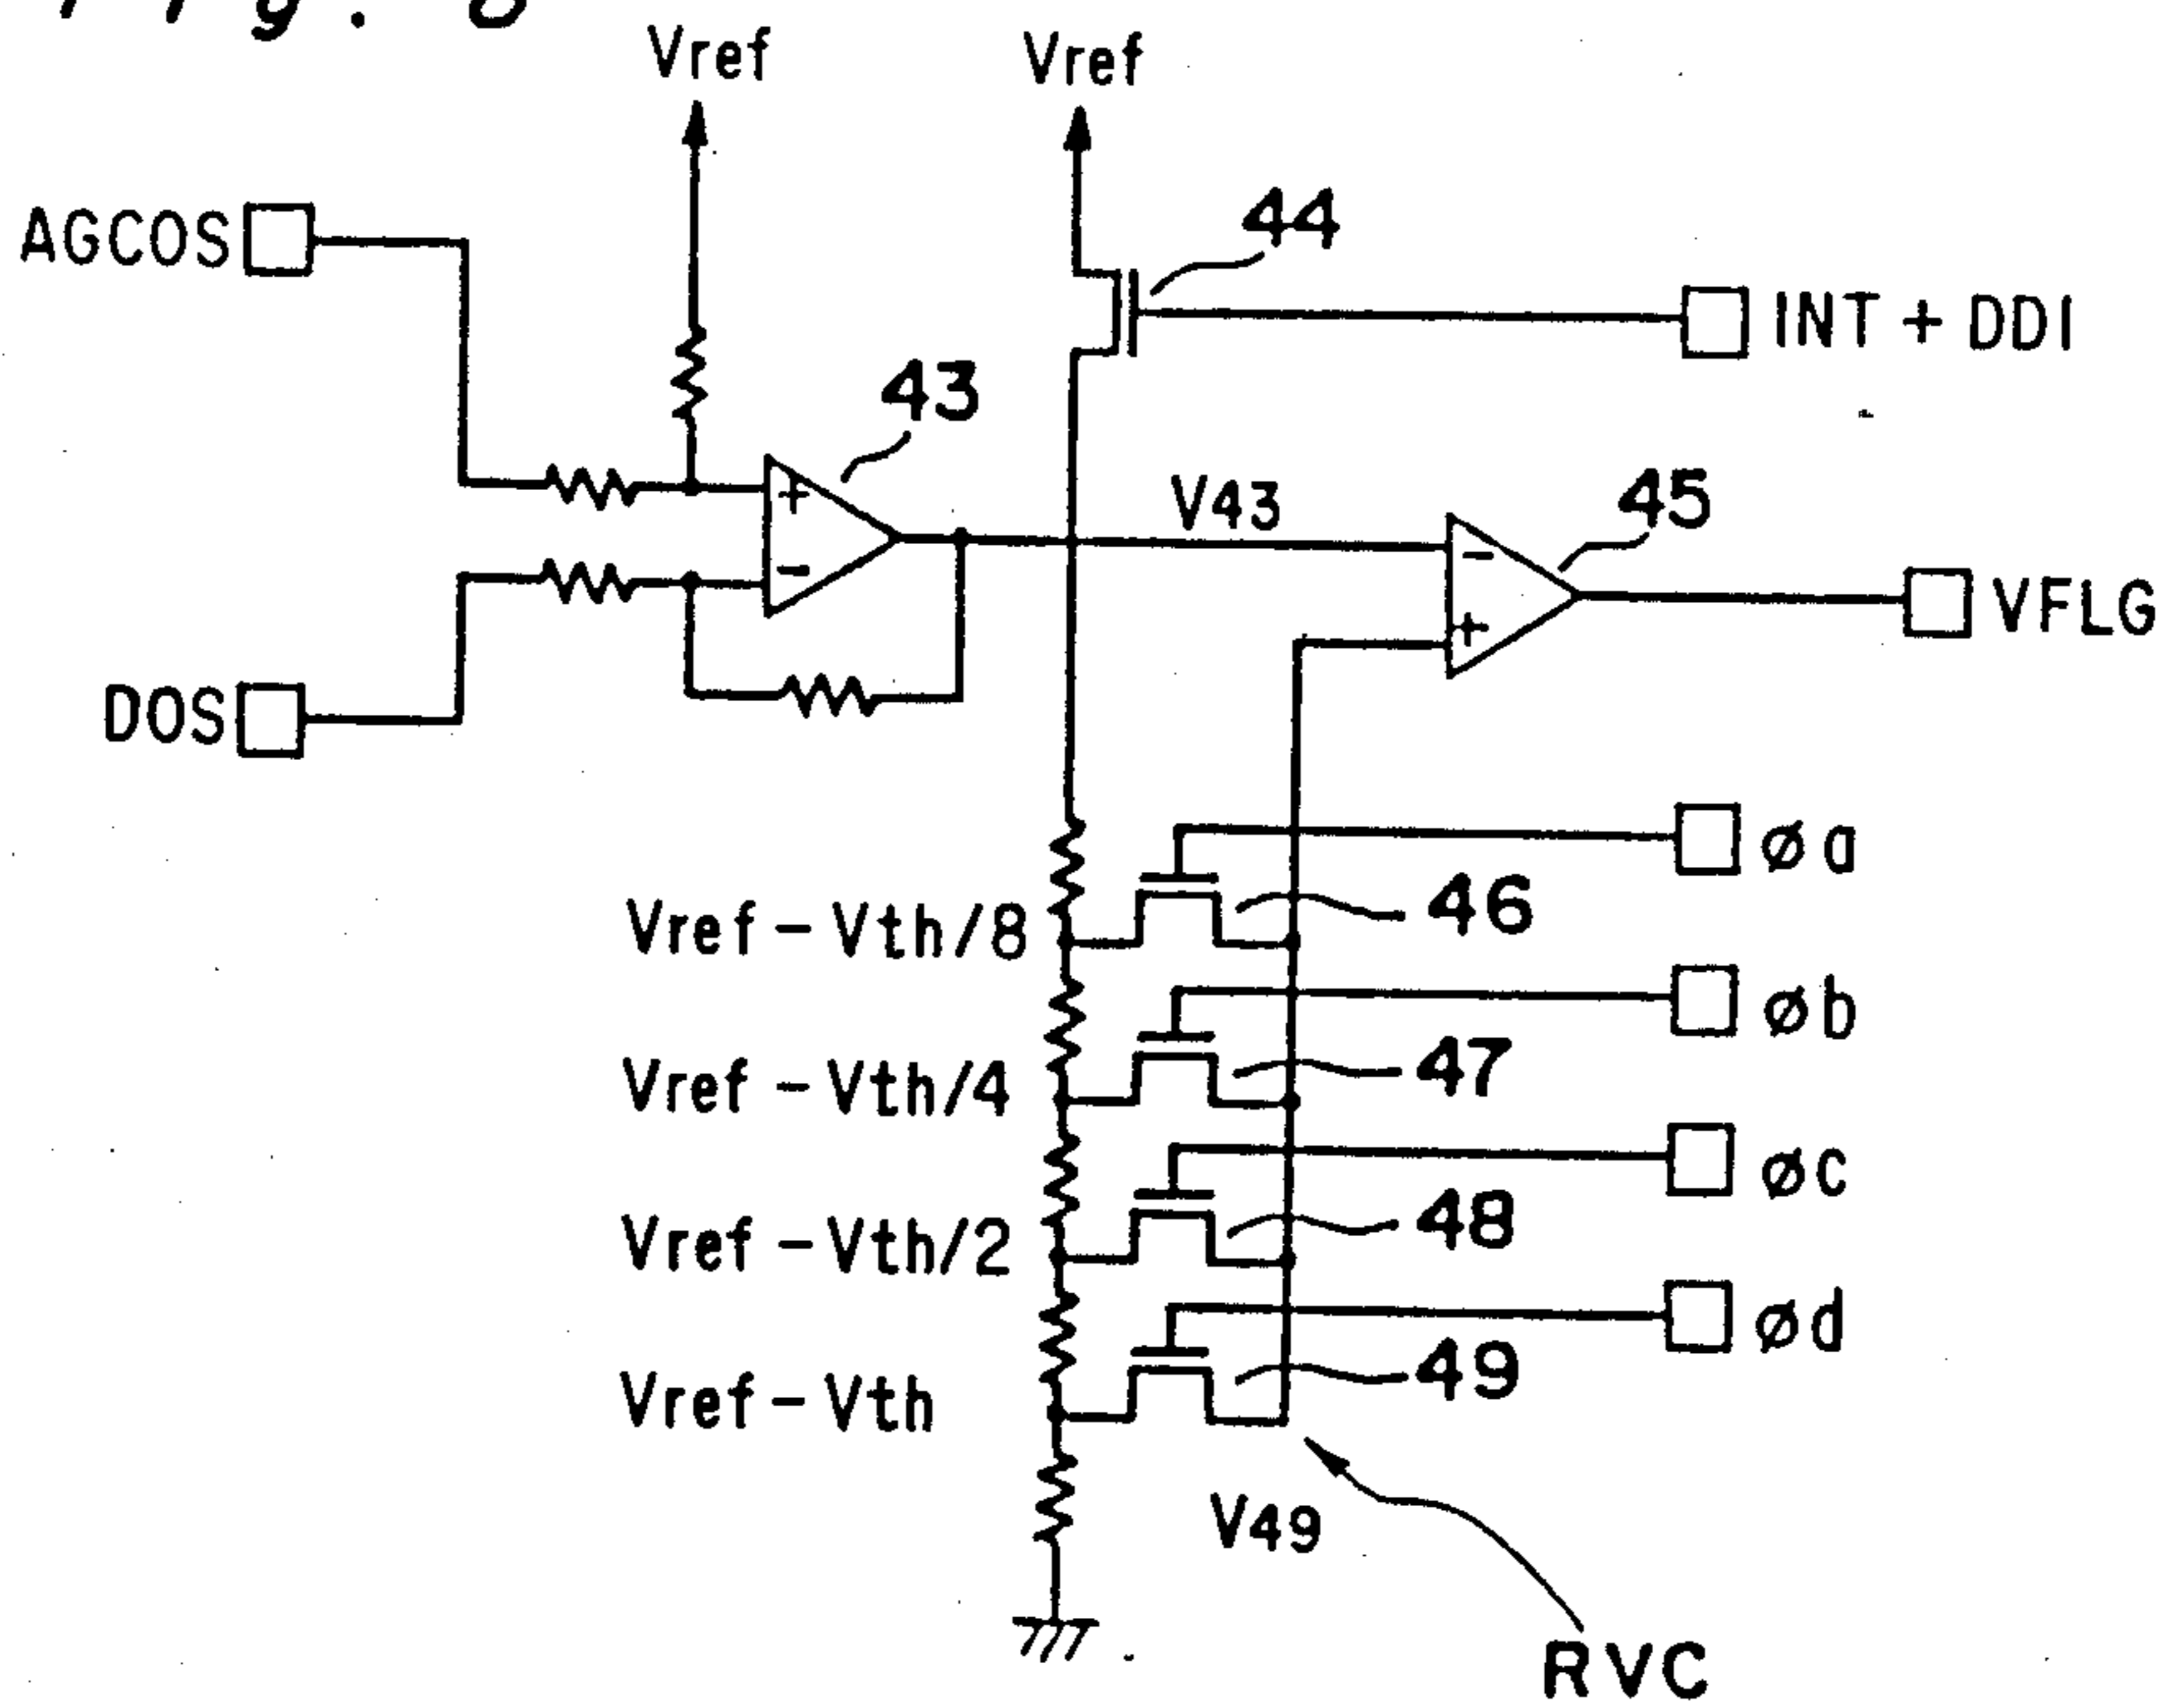 Fig.
Vref
Vref
AGCOS
44
INT + DDI
43
V43
45
+
-
-
+
VFLG
DOS
øa
Vref - Vth/8
46
øb
Vref - Vth/4
47
øc
Vref - Vth/2
48
ød
Vref - Vth
49
V49
RVC